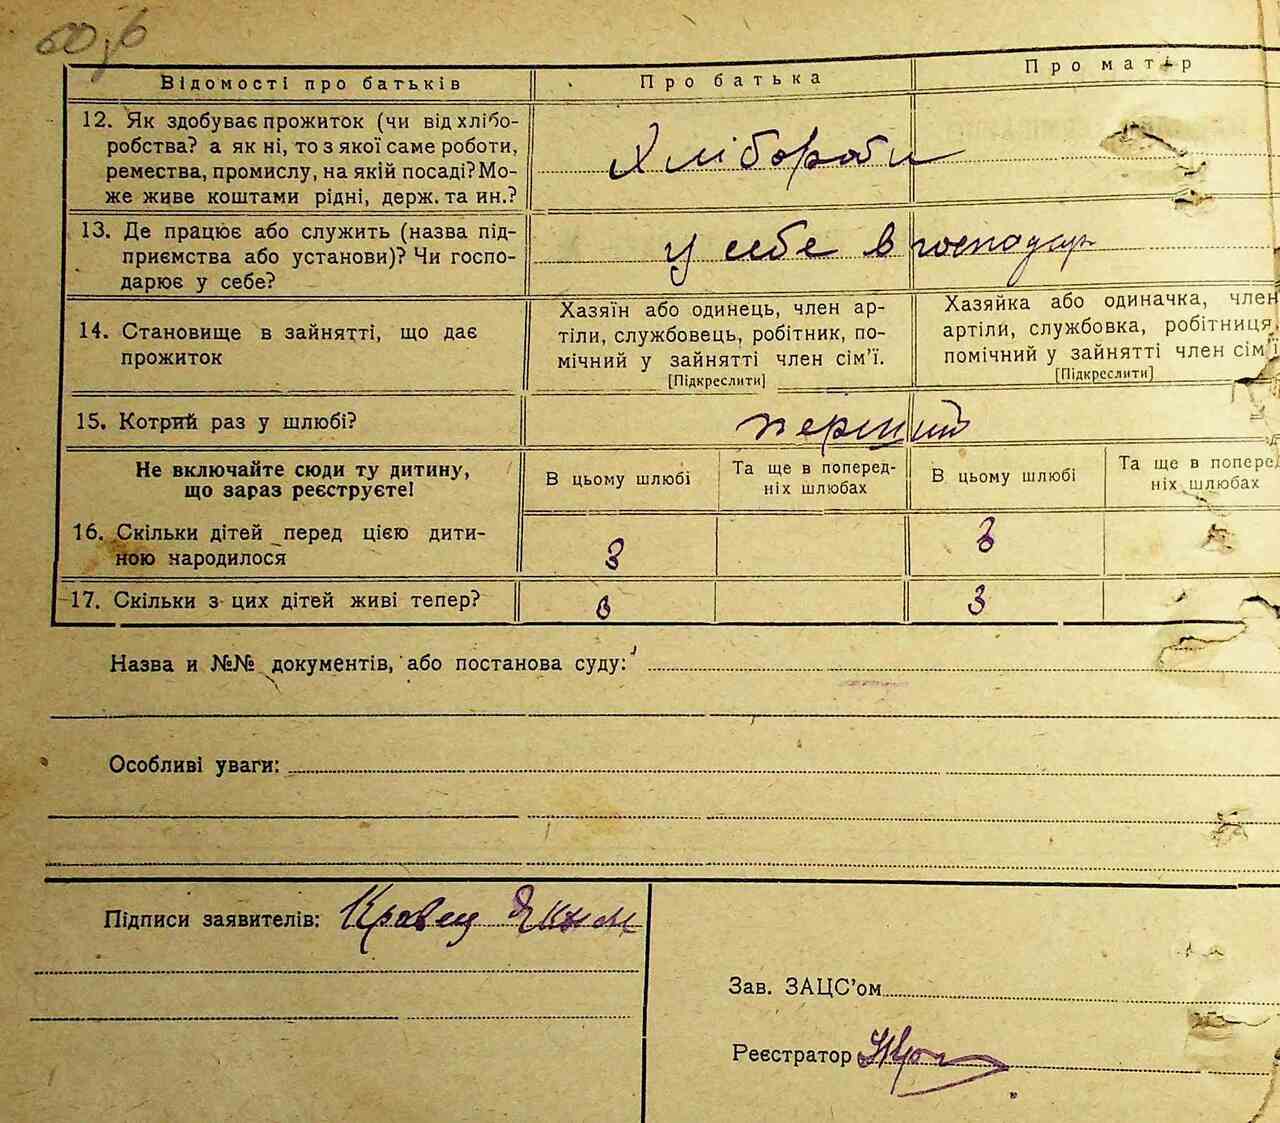 Відомості про батьків
Про батька
Про матір
12. Як здобуває прожиток (чи від хлібо-
робства? а як ні, то з якої саме роботи,
ремества, промислу, на якій посаді? Мо-
же живе коштами рідні, держ. та ин.?
Хлібороби
13. Де працює або служить (назва під-
приємства або установи)? Чи госпо-
дарює у себе?
у себе в господар
14. Становище в зайнятті, що дає
прожиток
Хазяїн або одинець, член ар-
тіли, службовець, робітник, по-
мічний у зайнятті член сім'ї.
[Підкреслити]
Хазяйка або одиначка, член
артіли, службовка, робітниця,
помічний у зайнятті член сім'ї
[Підкреслити]
15. Котрий раз у шлюбі?
перший
Не включайте сюди ту дитину,
що зараз реєструєте!
В цьому шлюбі
Та ще в поперед-
ніх шлюбах
В цьому шлюбі
Та ще в попере
ніх шлюбах
16. Скільки дітей перед цією дити-
ною народилося
3
3
17. Скільки з цих дітей живі тепер?
3
3
Назва и №№ документів, або постанова суду:
Особливі уваги:
Підписи заявителів: Кравец Яким
Зав. ЗАЦС'ом
Реєстратор